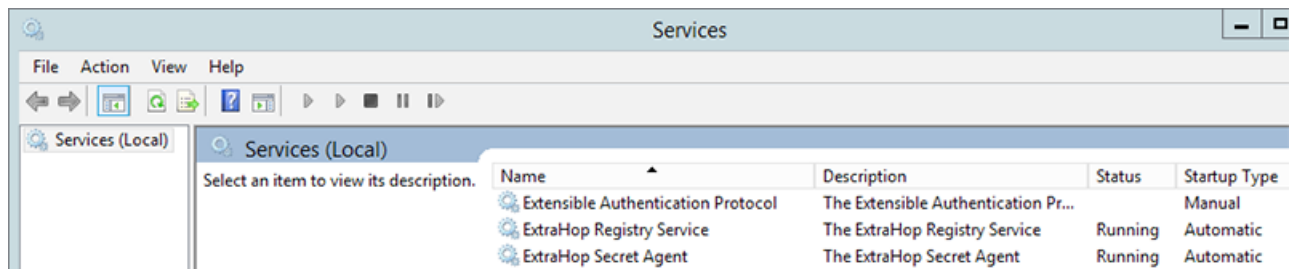 Services
File Action View Help
Services (Local)
Services (Local)
Select an item to view its description.
Name Description Status Startup Type
Extensible Authentication Protocol The Extensible Authentication Pr... Manual
ExtraHop Registry Service The ExtraHop Registry Service Running Automatic
ExtraHop Secret Agent The ExtraHop Secret Agent Running Automatic